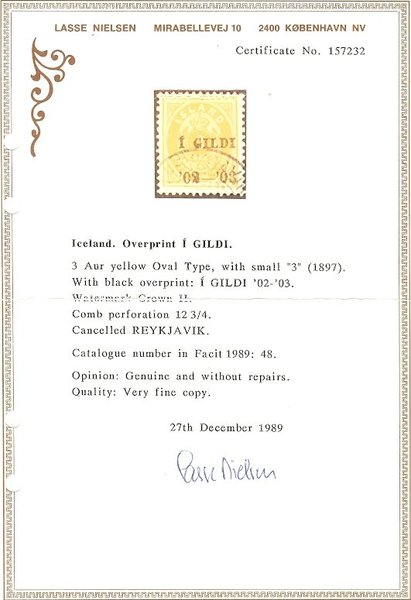 LASSE NIELSEN MIRABELLEVEJ 10 2400 KØBENHAVN NV
Certificate No. 157232
ISLAND
Í GILDI
'02–'03
Iceland. Overprint Í GILDI.
3 Aur yellow Oval Type, with small "3" (1897).
With black overprint: Í GILDI '02-'03.
Watermark Crown II.
Comb perforation 12 3/4.
Cancelled REYKJAVIK.
Catalogue number in Facit 1989: 48.
Opinion: Genuine and without repairs.
Quality: Very fine copy.
27th December 1989
Lasse Nielsen